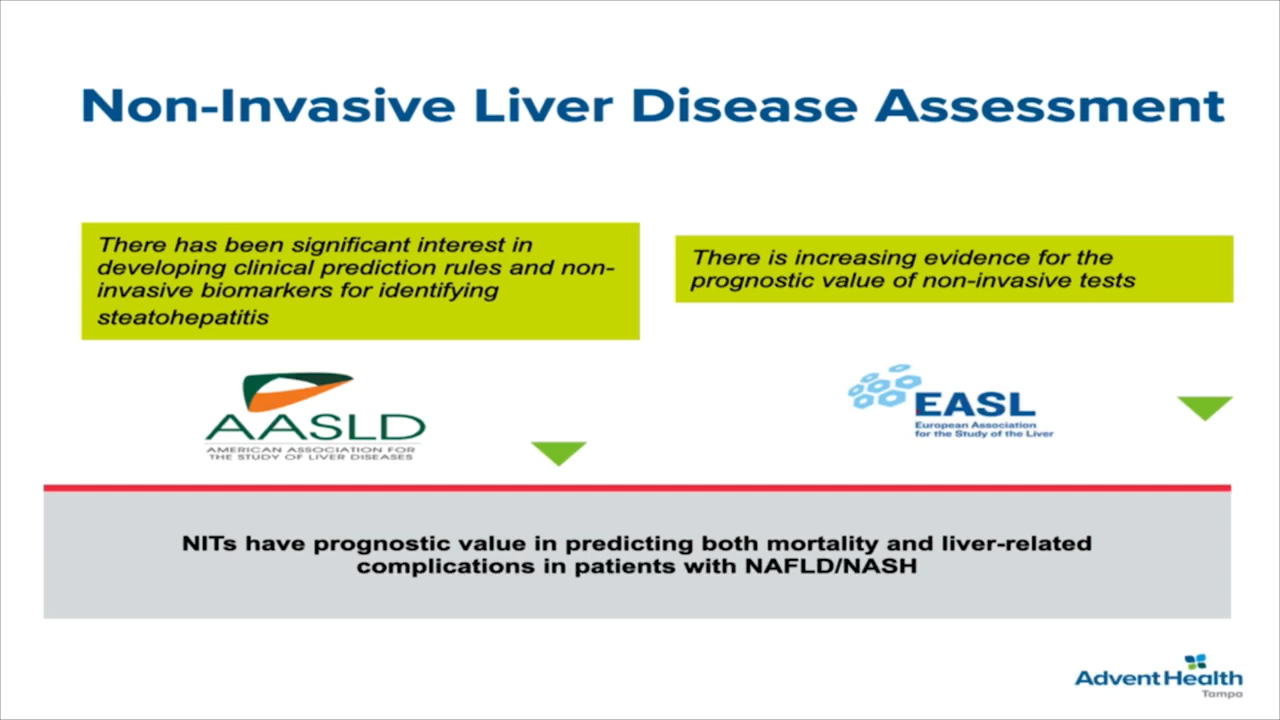 Non-Invasive Liver Disease Assessment
There has been significant interest in
developing clinical prediction rules and non-
invasive biomarkers for identifying
steatohepatitis
There is increasing evidence for the
prognostic value of non-invasive tests
AASLD
AMERICAN ASSOCIATION FOR
THE STUDY OF LIVER DISEASES
EASL
European Association
for the Study of the Liver
NITs have prognostic value in predicting both mortality and liver-related
complications in patients with NAFLD/NASH
AdventHealth
Tampa